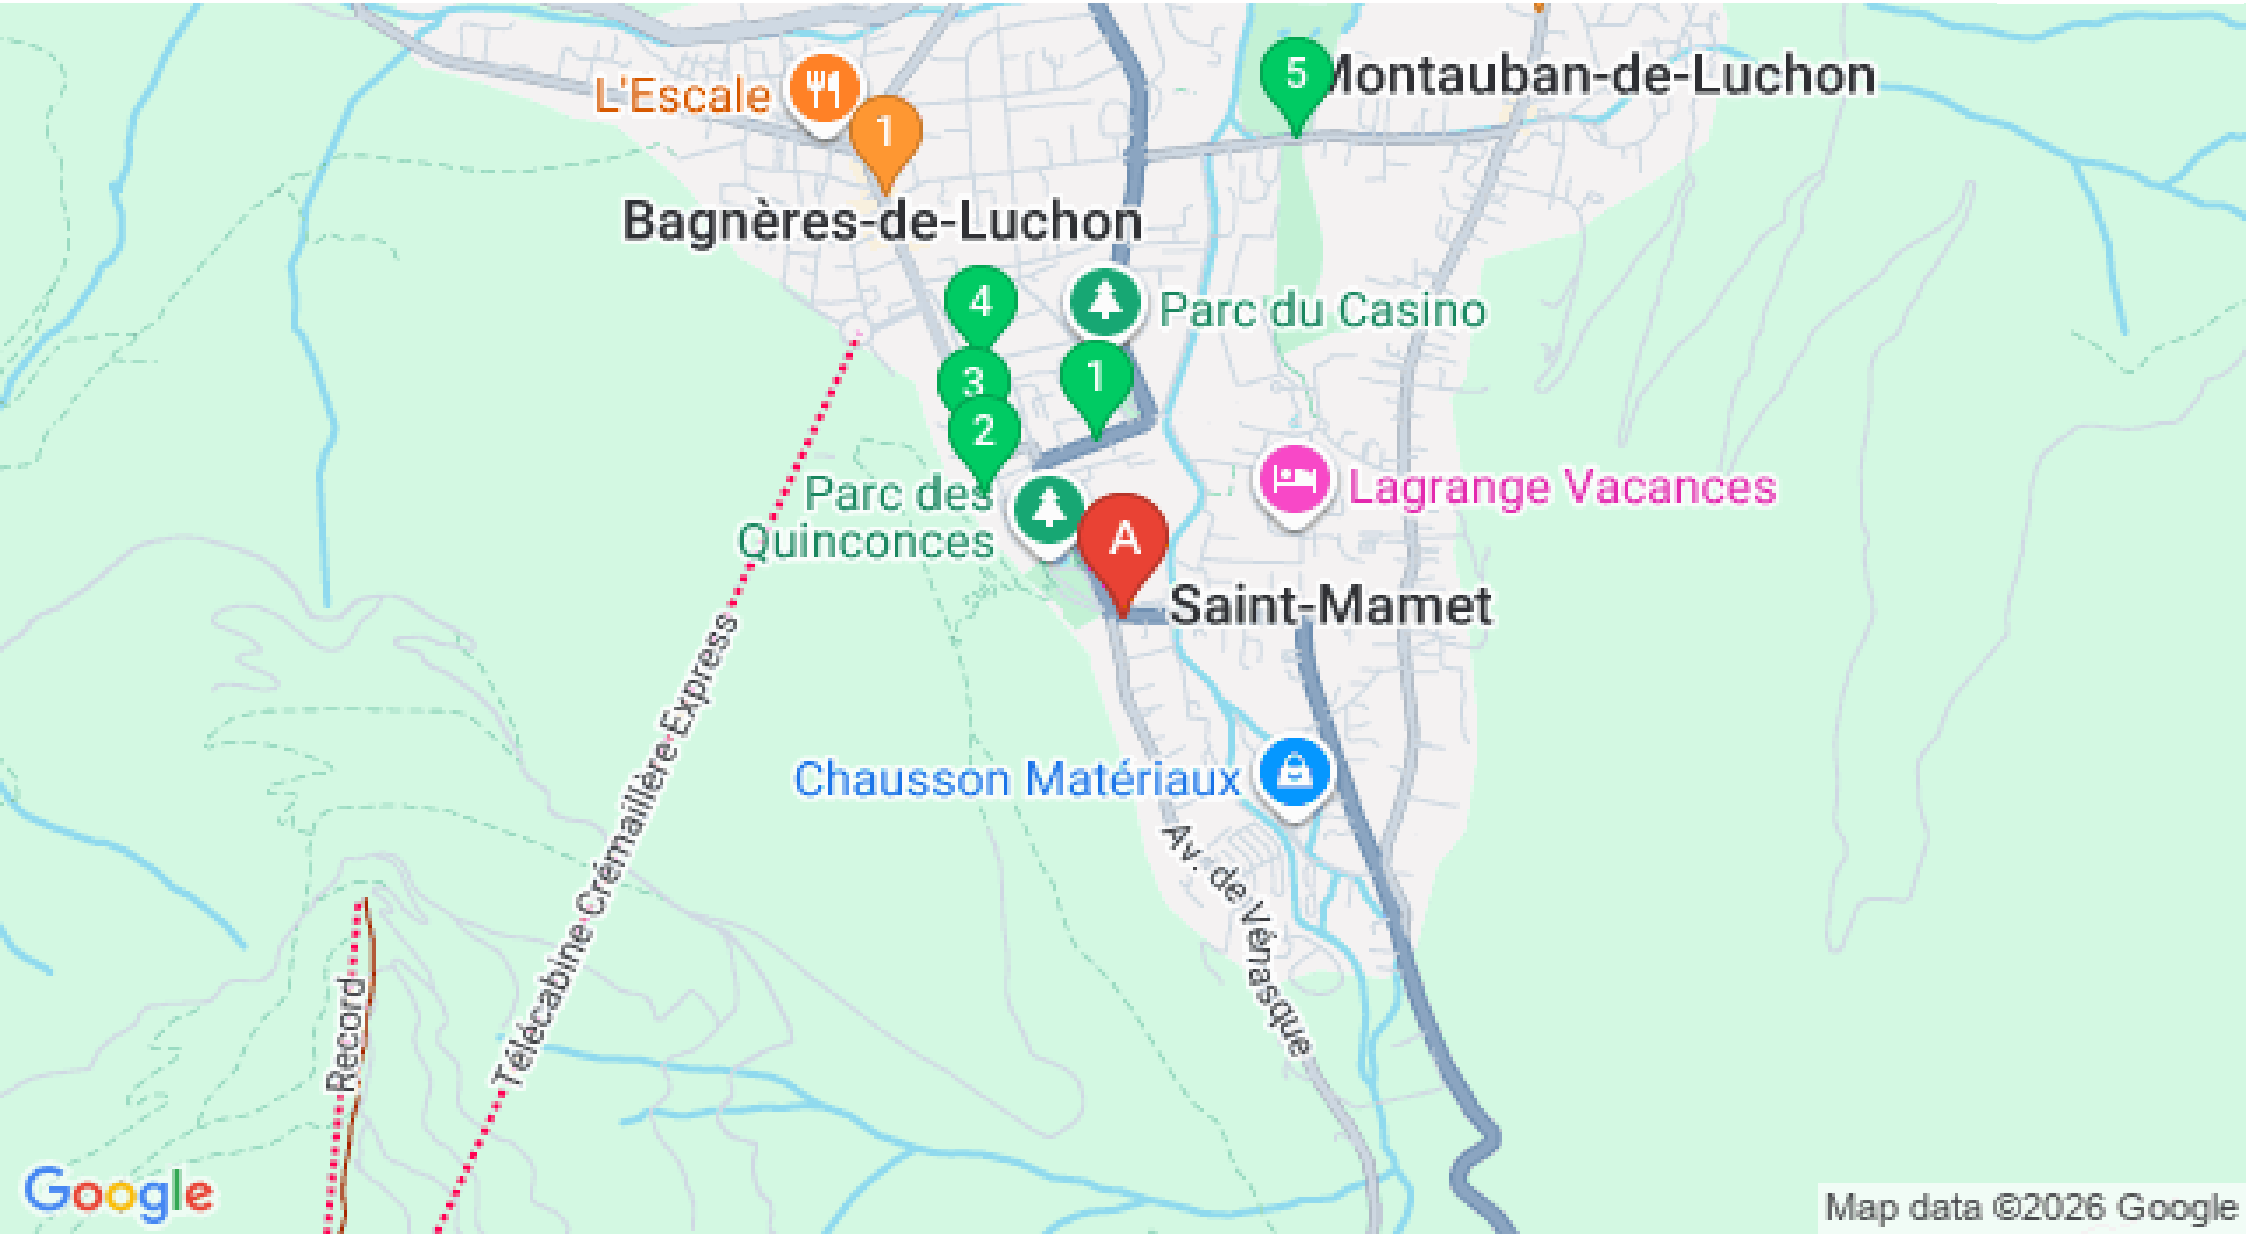 L'Escale
1
5
Montauban-de-Luchon
Bagnères-de-Luchon
4
Parc du Casino
3
1
2
Parc des
Quinconces
Lagrange Vacances
A
Saint-Mamet
Télécabine Crémaillère Express
Chausson Matériaux
Av. de Vénasque
Record
Google
Map data ©2026 Google